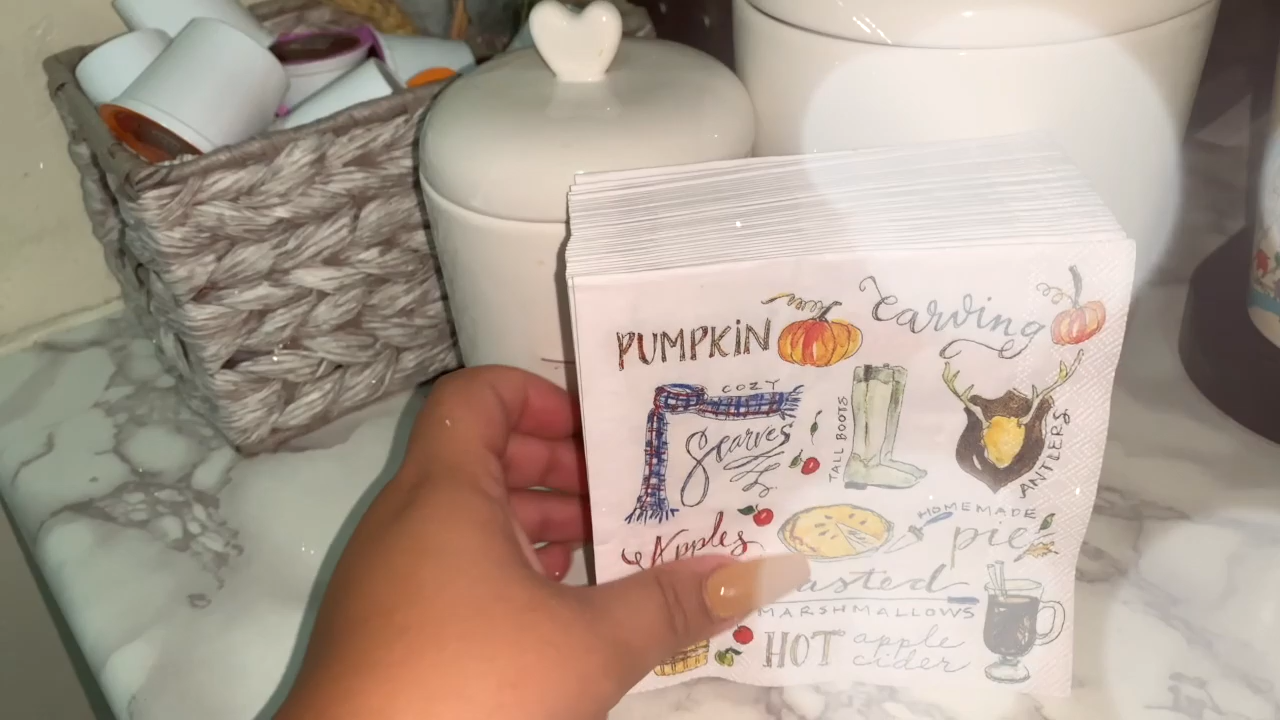 PUMPKIN
carving
COZY
Scarves
TALL BOOTS
ANTLERS
Apples
HOMEMADE
pie
MARSHMALLOWS
HOT apple
cider